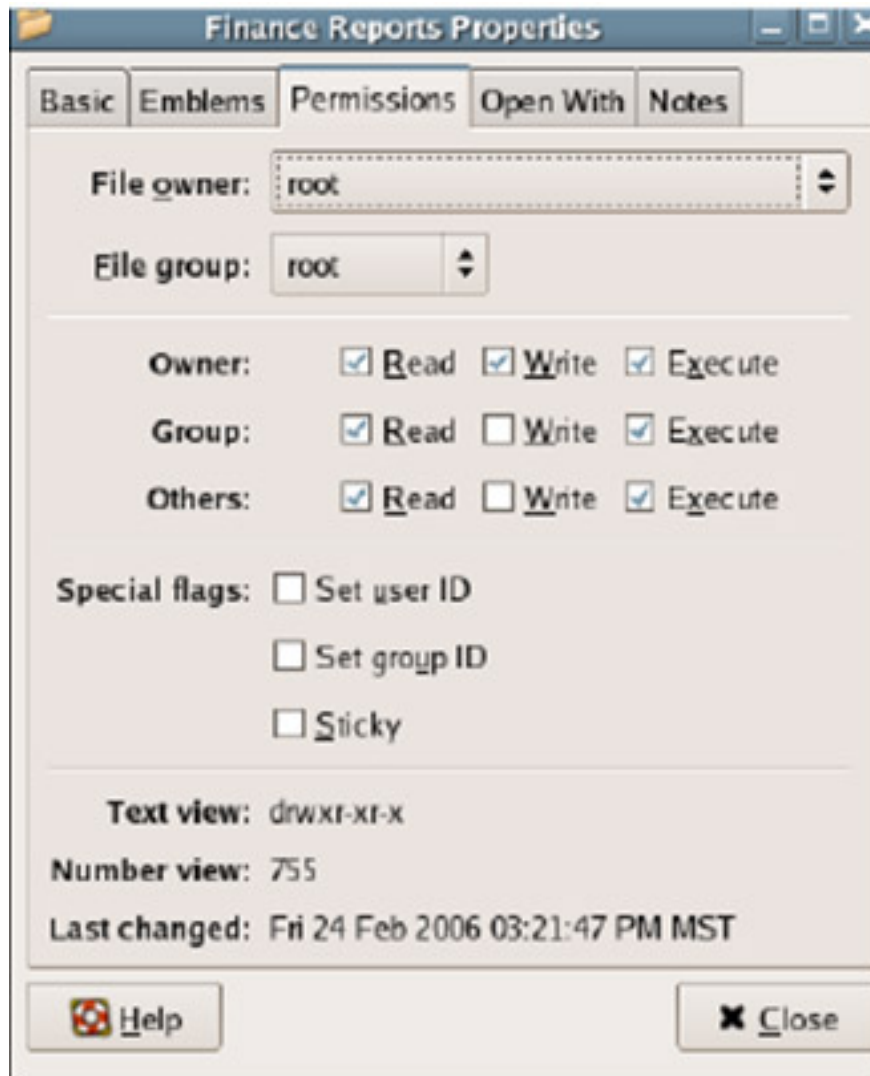 Finance Reports Properties
Basic Emblems Permissions Open With Notes
File owner: root
File group: root
Owner: Read Write Execute
Group: Read Write Execute
Others: Read Write Execute
Special flags: Set user ID
Set group ID
Sticky
Text view: drwxr-xr-x
Number view: 755
Last changed: Fri 24 Feb 2006 03:21:47 PM MST
Help Close